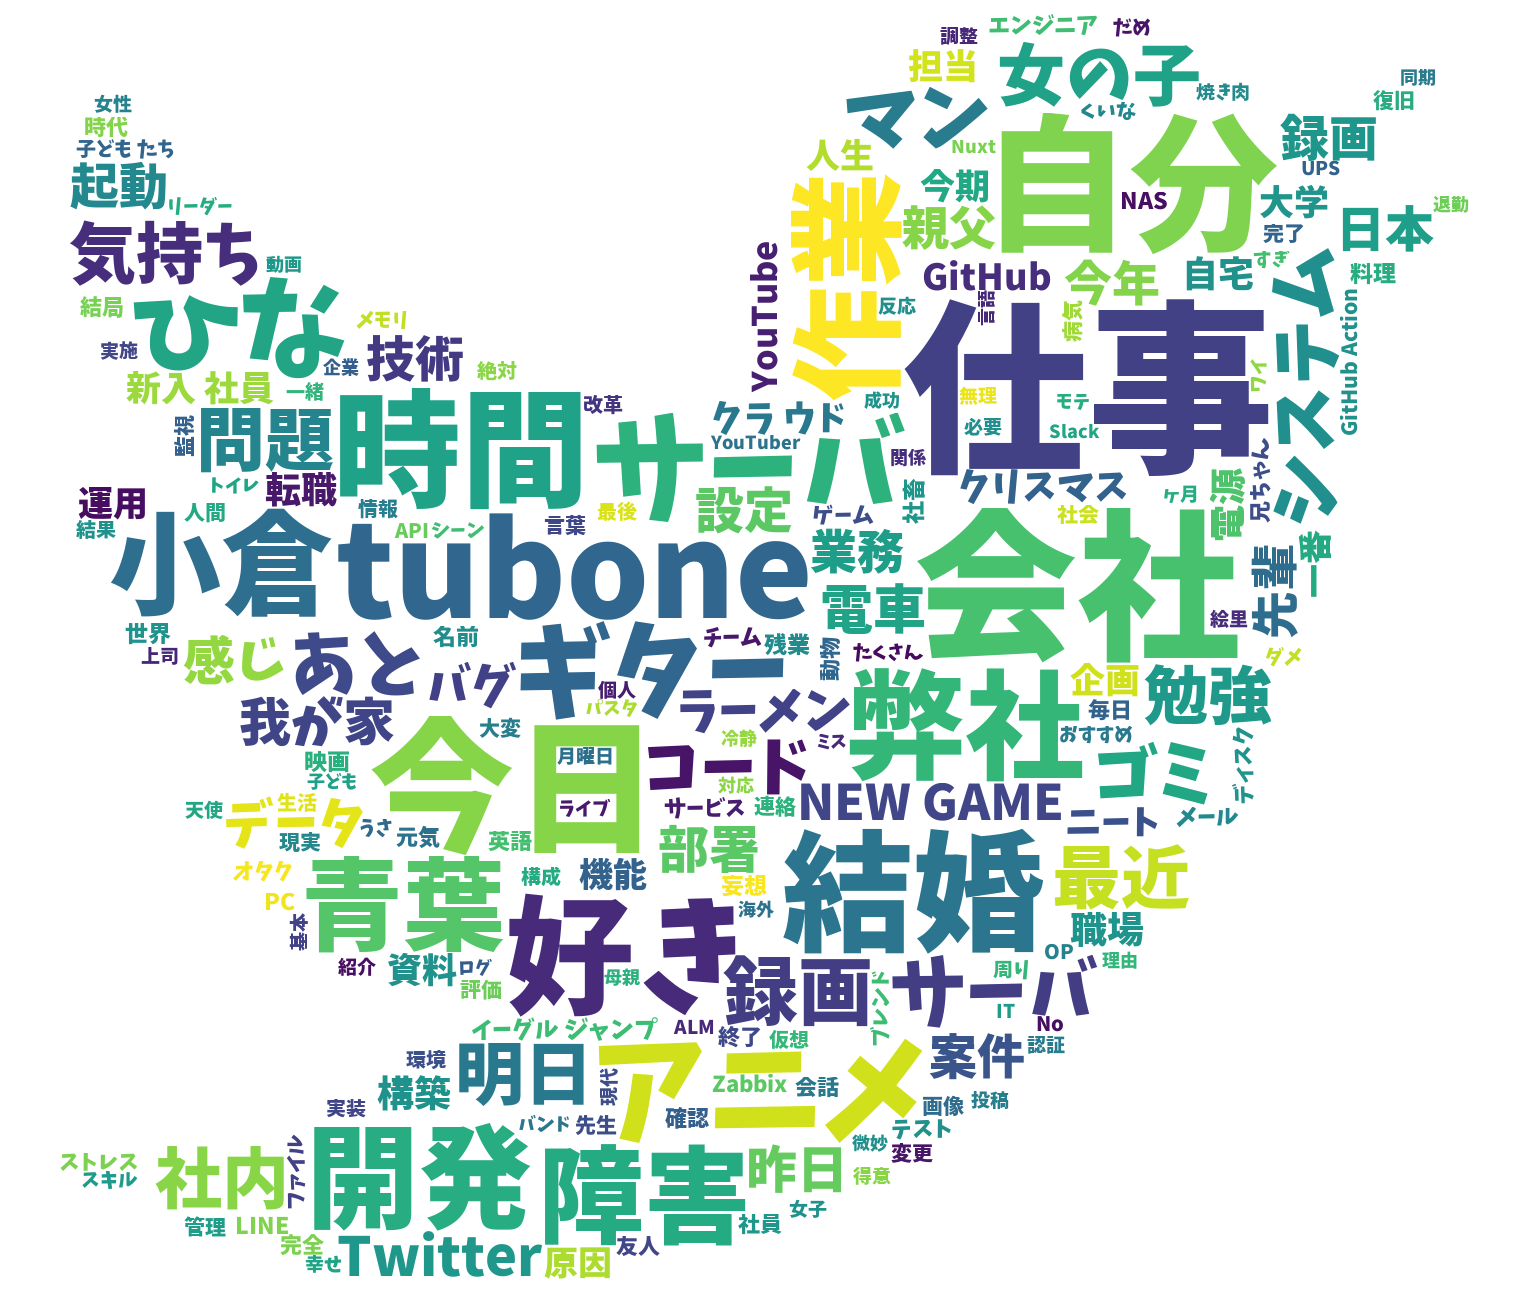 エンジニア
だめ
調整
担当
女の子
同期
焼き肉
復旧
女性
マン
くいな
時代
録画
子ども たち
Nuxt
人生
自分
UPS
起動
今期
NAS
大学
リーダー
作業
親父
退勤
日本
完了
気持ち
動画
YouTube
GitHub
今年
自宅
すぎ
システム
料理
結局
ひな
メモリ
反応
仕事
言語
病気
GitHub Action
実施
企業
技術
絶対
ワイ
新入 社員
一緒
改革
クラウド
成功
無理
モテ
監視
問題
時間
サーバ
YouTuber
必要
Slack
トイレ
転職
関係
兄ちゃん
運用
情報
設定
社畜
クリスマス
ケ月
電源
結果
人間
API
シーン
言葉
最後
ゲーム
社会
小倉
tubone
業務
会社
一番
先輩
電車
世界
上司
感じ
あと
名前
ギター
チーム
残業
動物
たくさん
絵里
ダメ
バグ
個人
パスタ
我が家
ラーメン
弊社
企画
毎日
勉強
大変
冷静
ミス
おすすめ
映画
子ども
今日
月曜日
コード
対応
ゴミ
ディスク
天使
データ
生活
ライブ
サービス
連絡
NEW GAME
ニート
メール
現実
うさ
元気
英語
部署
オタク
青葉
構成
機能
妄想
結婚
最近
PC
基本
好き
海外
職場
紹介
資料
ログ
母親
録画
サーバ
OP
理由
評価
ブレンド
周り
IT
No
イーグル ジャンプ
ALM
終了
仮想
案件
認証
環境
明日
アニメ
構築
現代
Zabbix
会話
実装
バンド
先生
確認
画像
投稿
テスト
ストレス
スキル
社内
ファイル
開発
障害
昨日
微妙
変更
得意
管理
LINE
社員
女子
完全
幸せ
Twitter
原因
友人